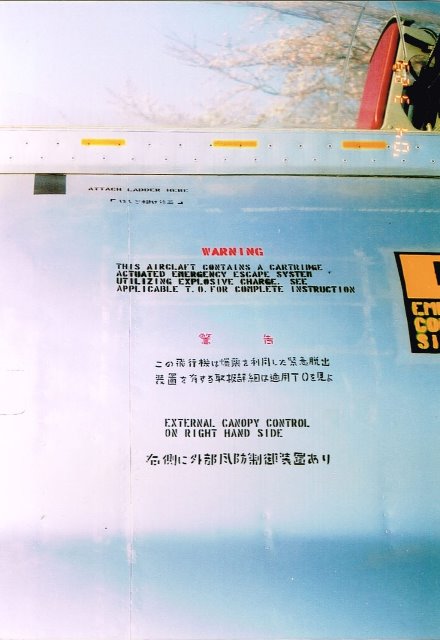 ATTACH LADDER HERE
WARNING
THIS AIRCLAFT CONTAINS A CARTRIDGE
ACTUATED EMERGENCY ESCAPE SYSTEM
UTILIZING EXPLOSIVE CHARGE. SEE
APPLICABLE T.O.FOR COMPLETE INSTRUCTION
警 告
この飛行機は爆薬を利用した緊急脱出
装置を有する取扱詳細は適用TOを見よ
EXTERNAL CANOPY CONTROL
ON RIGHT HAND SIDE
右側に外部風防制御装置あり